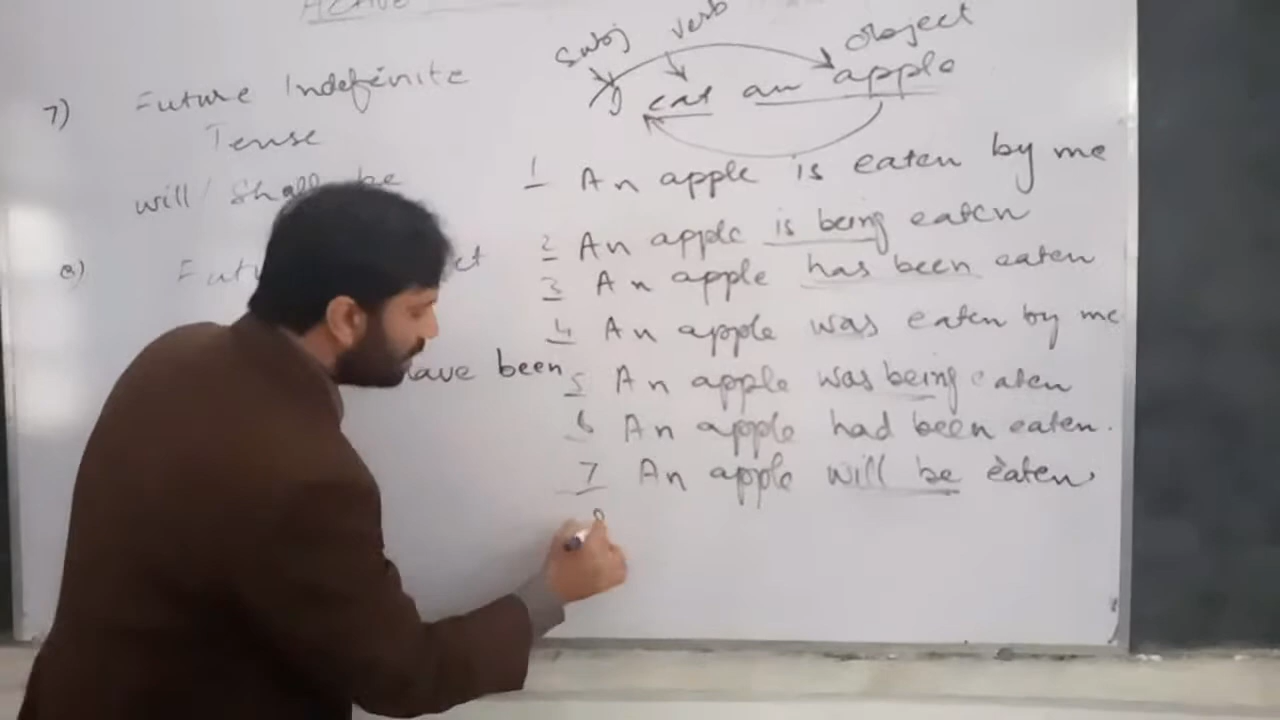 7) Future Indefinite
Tense
will / Shall be
8)
have been
Subj verb object
I eat an apple
1 An apple is eaten by me
2 An apple is being eaten
3 An apple has been eaten
4 An apple was eaten by me
5 An apple was being eaten
6 An apple had been eaten.
7 An apple will be eaten.